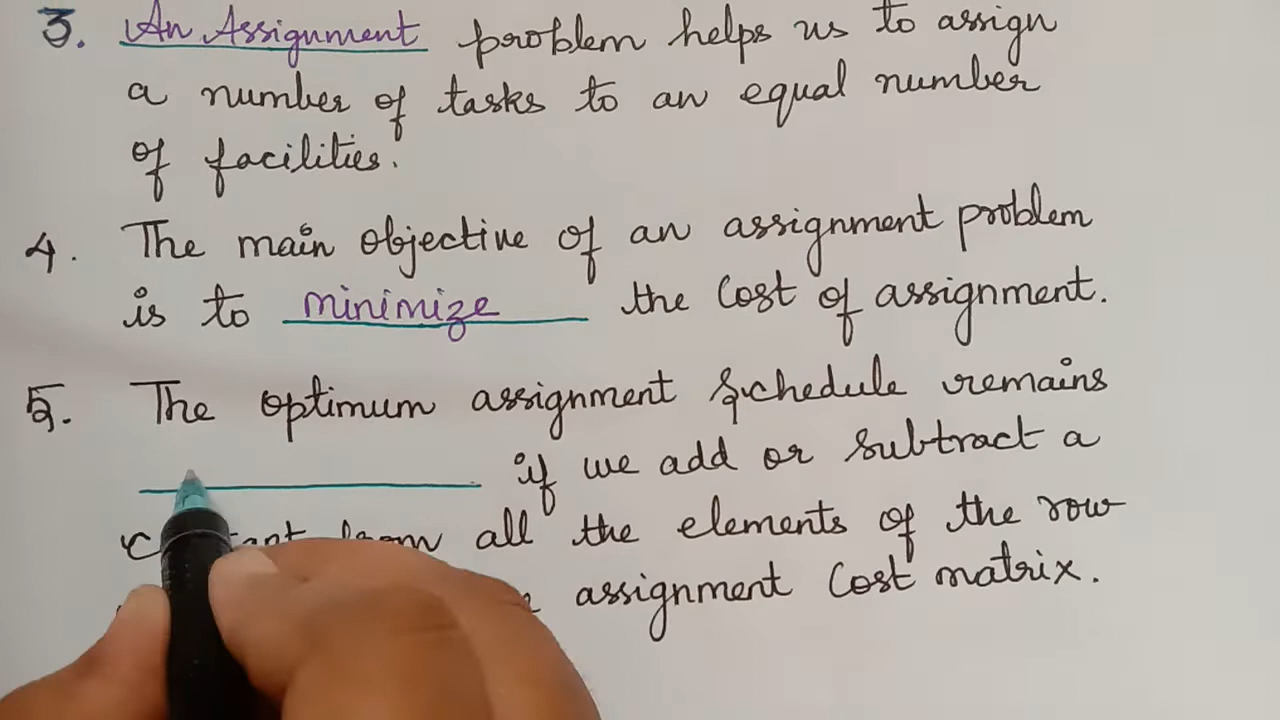 3. An Assignment problem helps us to assign
a number of tasks to an equal number
of facilities.
4. The main objective of an assignment problem
is to minimize the cost of assignment.
5. The optimum assignment schedule remains
if we add or subtract a
all the elements of the row
assignment cost matrix.